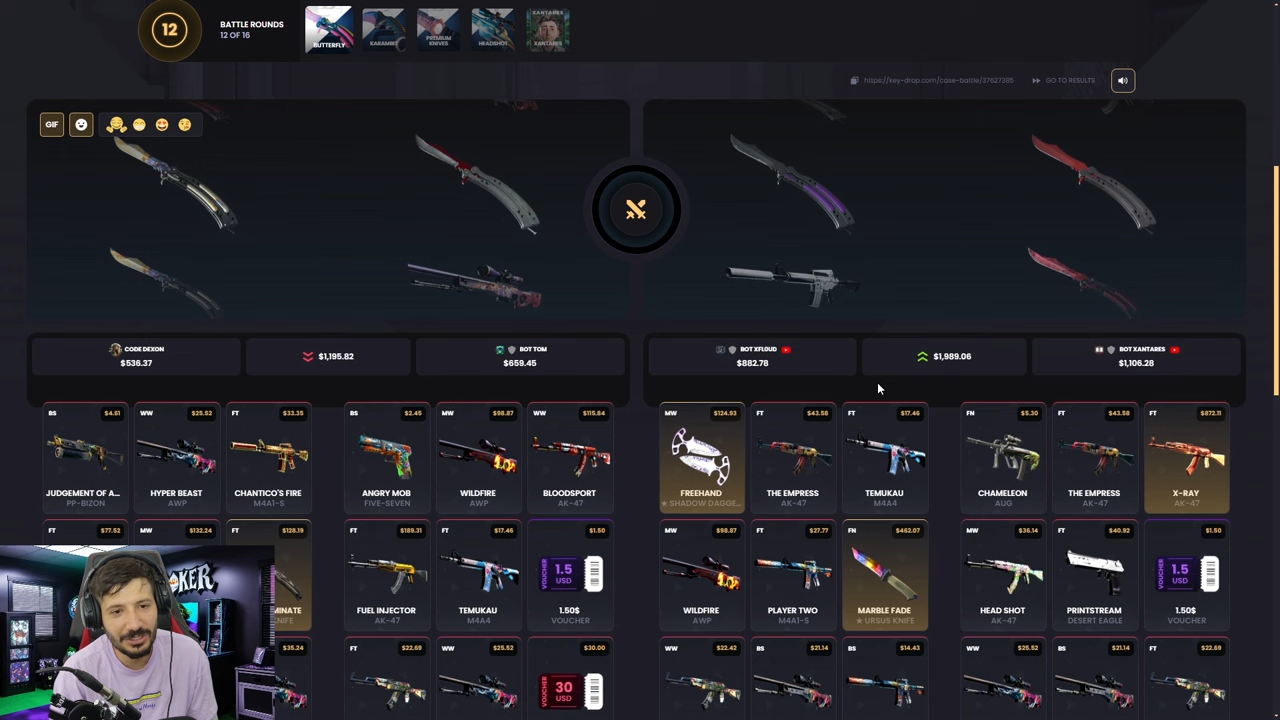 12
BATTLE ROUNDS
12 OF 16
BUTTERFLY
KARAMBIT
PREMIUM KNIVES
HEADSHOT
XANTARES
XANTARES
https://key-drop.com/case-battle/37627395
GO TO RESULTS
GIF
CODE DEXON
$536.37
$1,195.82
BOT TOM
$659.45
BOT XFL0UD
$882.78
$1,989.06
BOT XANTARES
$1,106.28
BS $4.61
WW $25.52
FT $33.35
BS $2.45
MW $98.87
WW $115.84
MW $124.93
FT $43.58
FT $17.46
FN $5.30
FT $43.58
FT $872.11
JUDGEMENT OF A...
PP-BIZON
HYPER BEAST
AWP
CHANTICO'S FIRE
M4A1-S
ANGRY MOB
FIVE-SEVEN
WILDFIRE
AWP
BLOODSPORT
AK-47
FREEHAND
★ SHADOW DAGGE...
THE EMPRESS
AK-47
TEMUKAU
M4A4
CHAMELEON
AUG
THE EMPRESS
AK-47
X-RAY
AK-47
FT $77.52
MW $132.24
FT $128.19
FT $189.31
FT $17.46
$1.50
MW $98.87
FT $27.77
FN $462.07
MW $36.14
FT $40.92
$1.50
MINATE
NIFE
FUEL INJECTOR
AK-47
TEMUKAU
M4A4
VOUCHER
1.5
USD
1.50$
VOUCHER
WILDFIRE
AWP
PLAYER TWO
M4A1-S
MARBLE FADE
★ URSUS KNIFE
HEAD SHOT
AK-47
PRINTSTREAM
DESERT EAGLE
VOUCHER
1.5
USD
1.50$
VOUCHER
$35.24
FT $22.69
WW $25.52
$30.00
WW $22.42
BS $21.14
BS $14.43
WW $25.52
BS $21.14
FT $22.69
VOUCHER
30
USD